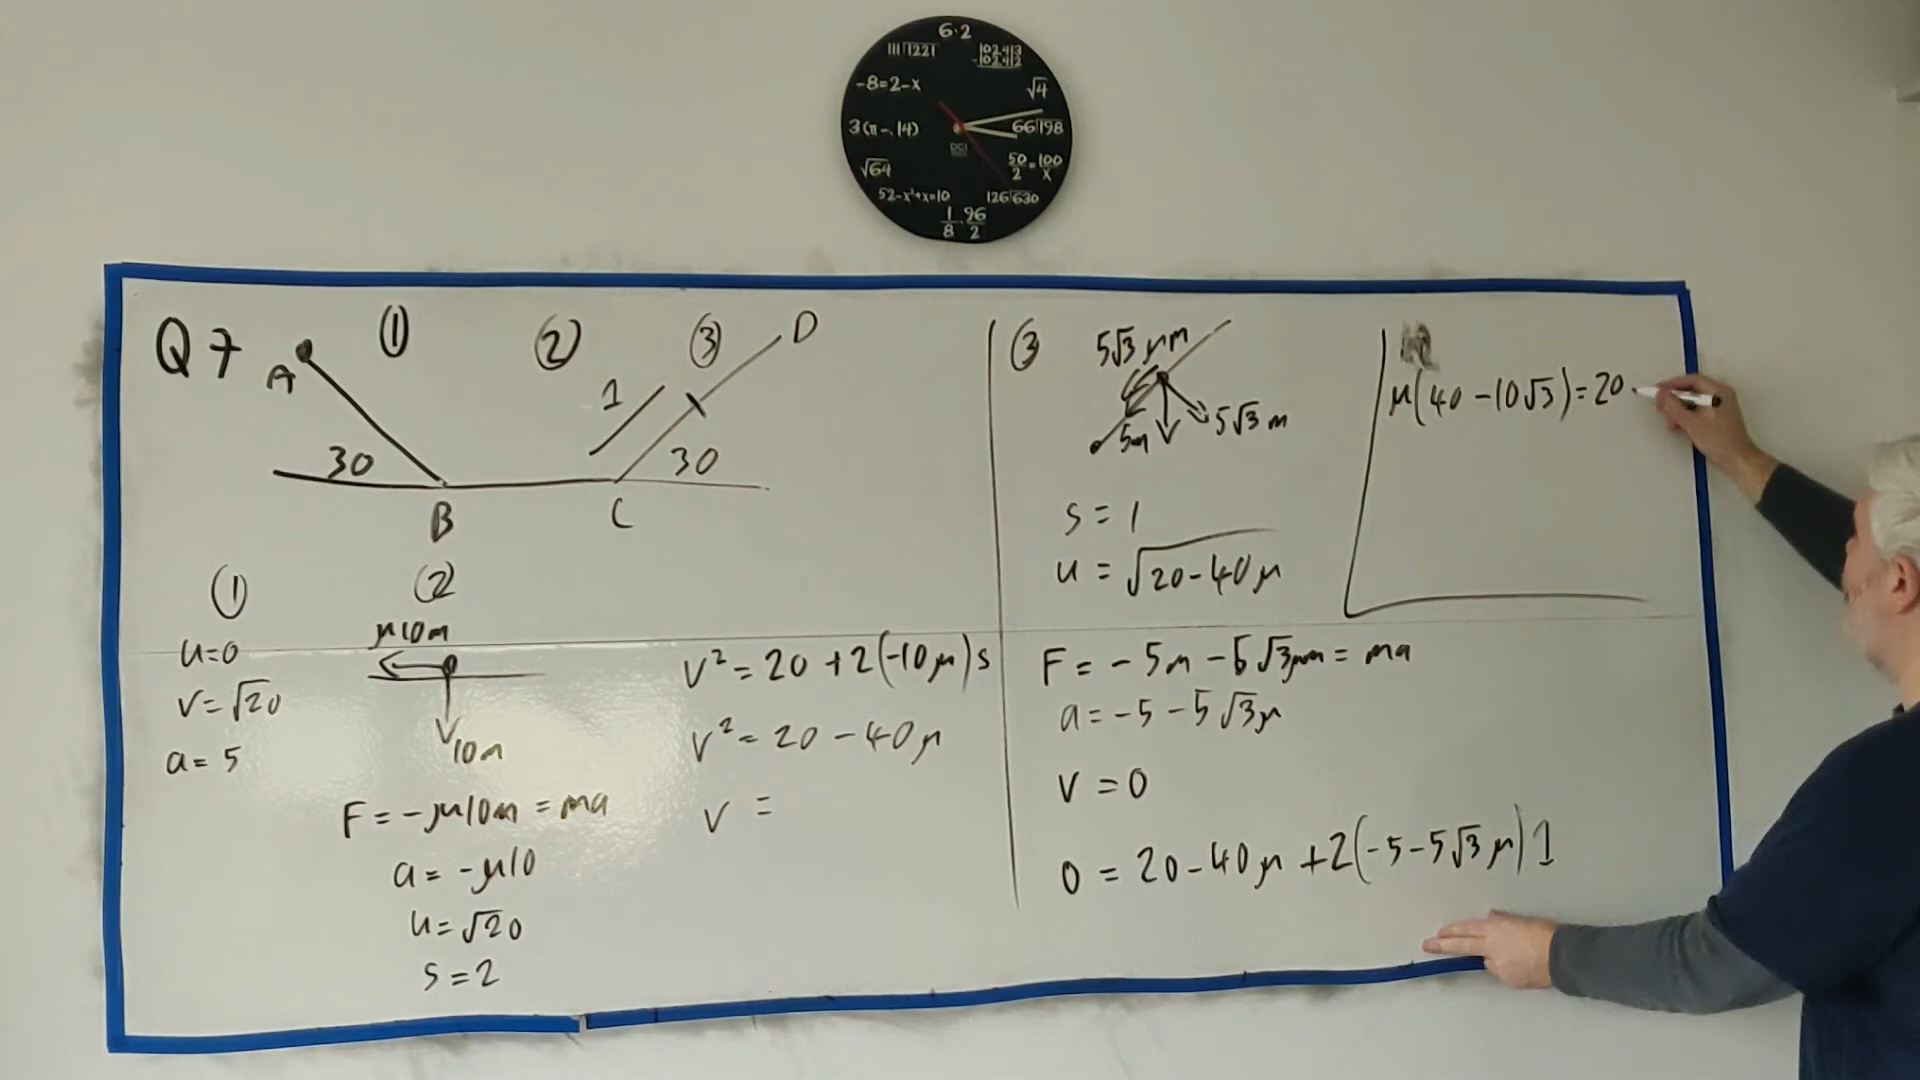 6·2
111⟌1221
102,413
-102,412
-8=2-x
√4
3(π-.14)
66⟌198
DCI
√64
50/2=100/x
52-x²+x=10
126⟌630
1/8·96/2
Q7
A
①
②
③
D
1
30
30
B
C
①
u=0
v=√20
a=5
②
μ10m
10m
F=-μ10m=ma
a=-μ10
u=√20
s=2
v²=20+2(-10μ)s
v²=20-40μ
v=
③
5√3μm
5m
5√3m
s=1
u=√20-40μ
F=-5m-5√3μm=ma
a=-5-5√3μ
v=0
0=20-40μ+2(-5-5√3μ)1
μ(40-10√3)=20